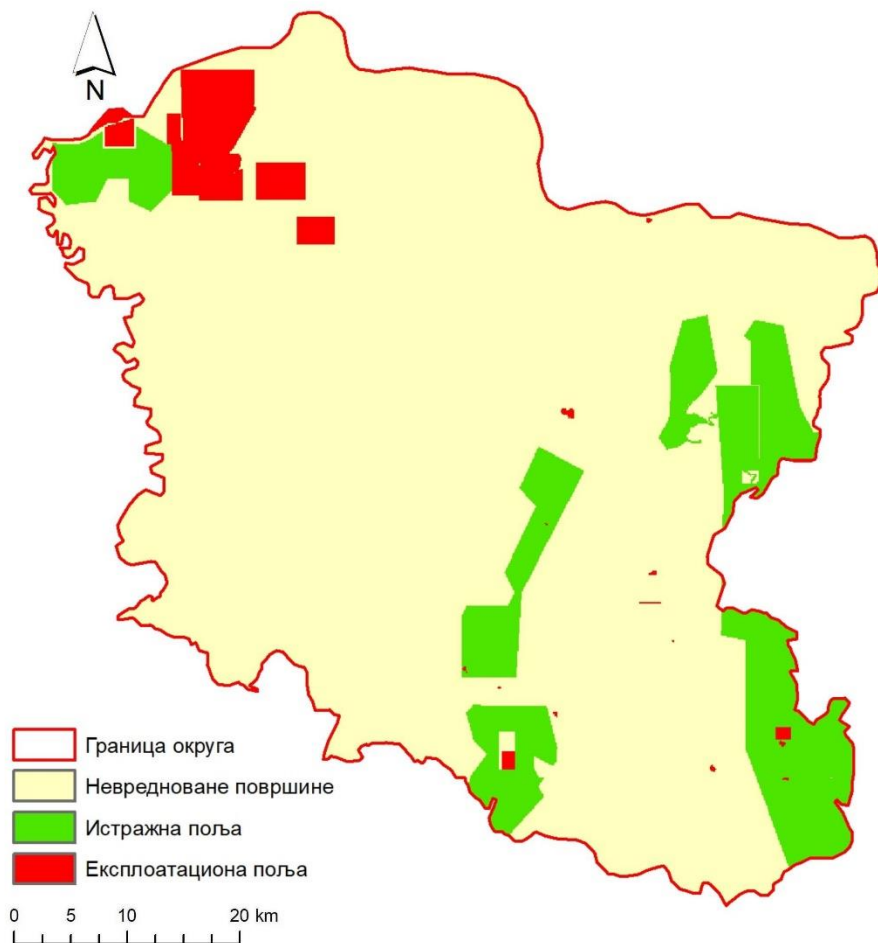 N
Граница округа
Невредноване површине
Истражна поља
Експлоатациона поља
0 5 10 20 km